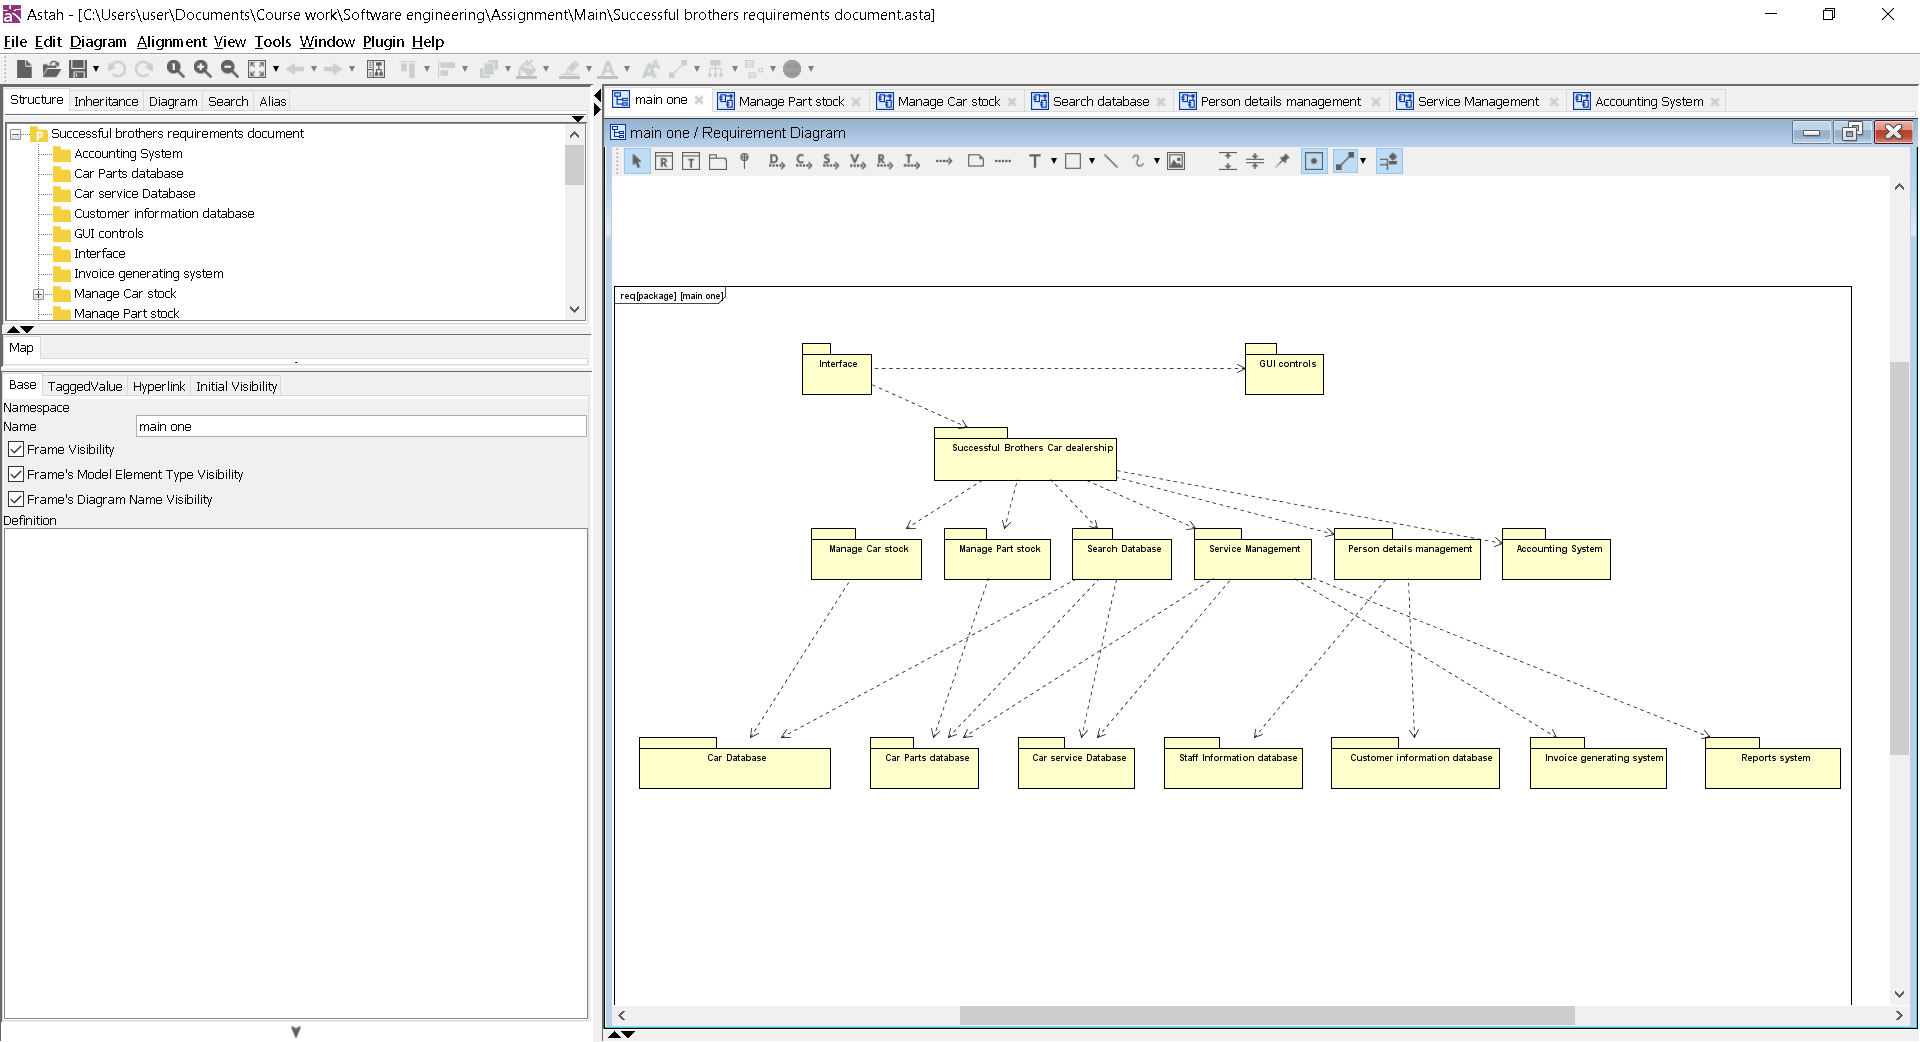 Astah - [C:\Users\user\Documents\Course work\Software engineering\Assignment\Main\Successful brothers requirements document.asta]
File Edit Diagram Alignment View Tools Window Plugin Help
Structure Inheritance Diagram Search Alias
Successful brothers requirements document
Accounting System
Car Parts database
Car service Database
Customer information database
GUI controls
Interface
Invoice generating system
Manage Car stock
Manage Part stock
Map
Base TaggedValue Hyperlink Initial Visibility
Namespace
Name main one
Frame Visibility
Frame's Model Element Type Visibility
Frame's Diagram Name Visibility
Definition
main one Manage Part stock Manage Car stock Search database Person details management Service Management Accounting System
main one / Requirement Diagram
R T D C S V R T T
req[package] [main one]
Interface GUI controls
Successful Brothers Car dealership
Manage Car stock Manage Part stock Search Database Service Management Person details management Accounting System
Car Database Car Parts database Car service Database Staff Information database Customer information database Invoice generating system Reports system